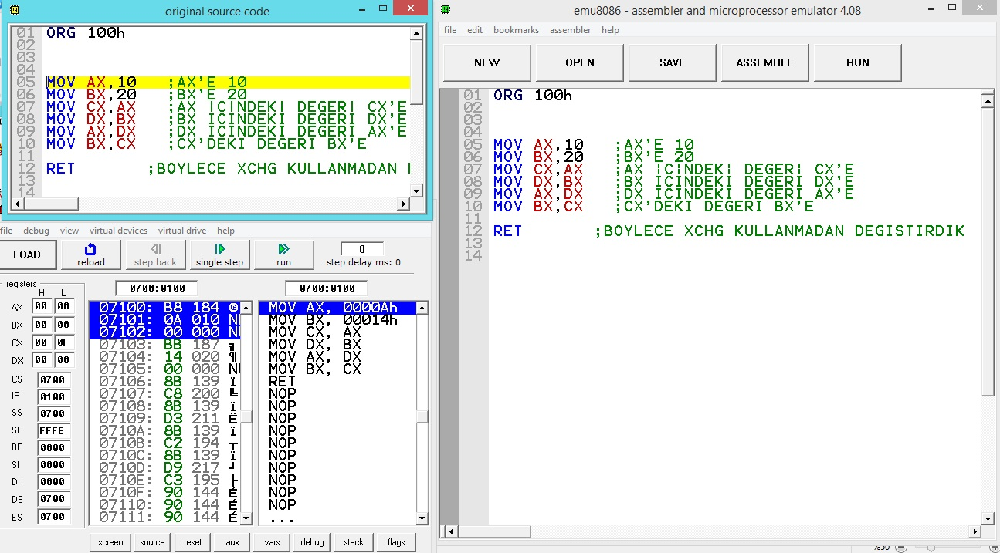 original source code
01 ORG 100h
02
03
04
05 MOV AX,10 ;AX'E 10
06 MOV BX,20 ;BX'E 20
07 MOV CX,AX ;AX |C|NDEK| DEGER| CX'E
08 MOV DX,BX ;BX ICINDEKI DEGERI DX'E
09 MOV AX,DX ;DX ICINDEKI DEGERI AX'E
10 MOV BX,CX ;CX'DEKI DEGERI BX'E
11
12 RET ;BOYLECE XCHG KULLANMADAN
13
14
file debug view virtual devices virtual drive help
LOAD reload step back single step run 0 step delay ms: 0
registers 0700:0100 0700:0100
H L
AX 00 00
BX 00 00
CX 00 0F
DX 00 00
CS 0700
IP 0100
SS 0700
SP FFFE
BP 0000
SI 0000
DI 0000
DS 0700
ES 0700
07100: B8 184 ©
07101: 0A 010
07102: 00 000
07103: BB 187 ╗
07104: 14 020 ¶
07105: 00 000
07106: 8B 139 ï
07107: C8 200 ╚
07108: 8B 139 ï
07109: D3 211 Ë
0710A: 8B 139 ï
0710B: C2 194 ┬
0710C: 8B 139 ï
0710D: D9 217 ┘
0710E: C3 195 ├
0710F: 90 144 É
07110: 90 144 É
07111: 90 144 É
MOV AX, 0000Ah
MOV BX, 00014h
MOV CX, AX
MOV DX, BX
MOV AX, DX
MOV BX, CX
RET
NOP
NOP
NOP
NOP
NOP
NOP
NOP
NOP
NOP
NOP
...
screen source reset aux vars debug stack flags
emu8086 - assembler and microprocessor emulator 4.08
file edit bookmarks assembler help
NEW OPEN SAVE ASSEMBLE RUN
01 ORG 100h
02
03
04
05 MOV AX,10 ;AX'E 10
06 MOV BX,20 ;BX'E 20
07 MOV CX,AX ;AX |C|NDEK| DEGER| CX'E
08 MOV DX,BX ;BX ICINDEKI DEGERI DX'E
09 MOV AX,DX ;DX ICINDEKI DEGERI AX'E
10 MOV BX,CX ;CX'DEKI DEGERI BX'E
11
12 RET ;BOYLECE XCHG KULLANMADAN DEGISTIRDIK
13
14